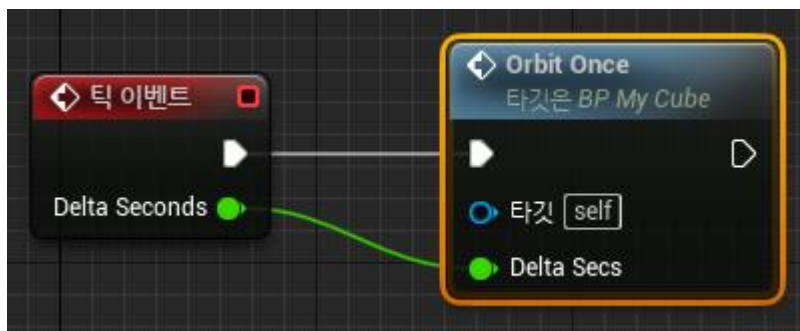 틱 이벤트
Delta Seconds
Orbit Once
타깃은 BP My Cube
타깃 self
Delta Secs